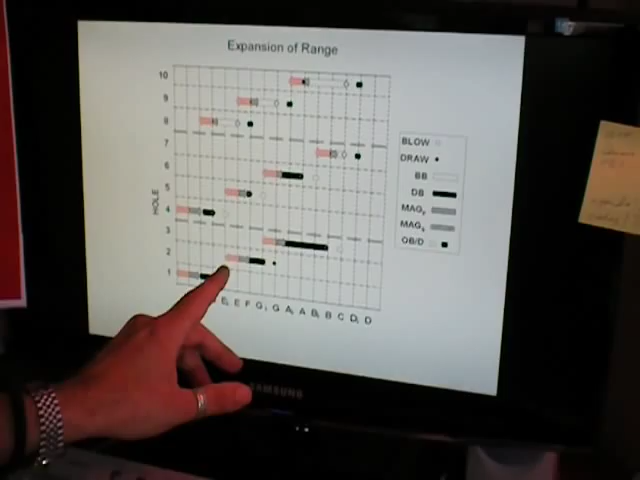 Expansion of Range
10
9
8
7
6
5
4
3
2
1
HOLE
E♭ E F G♭ G A♭ A B♭ B C D♭ D
BLOW
DRAW
BB
DB
MAG
MAG
OB/D
SAMSUNG